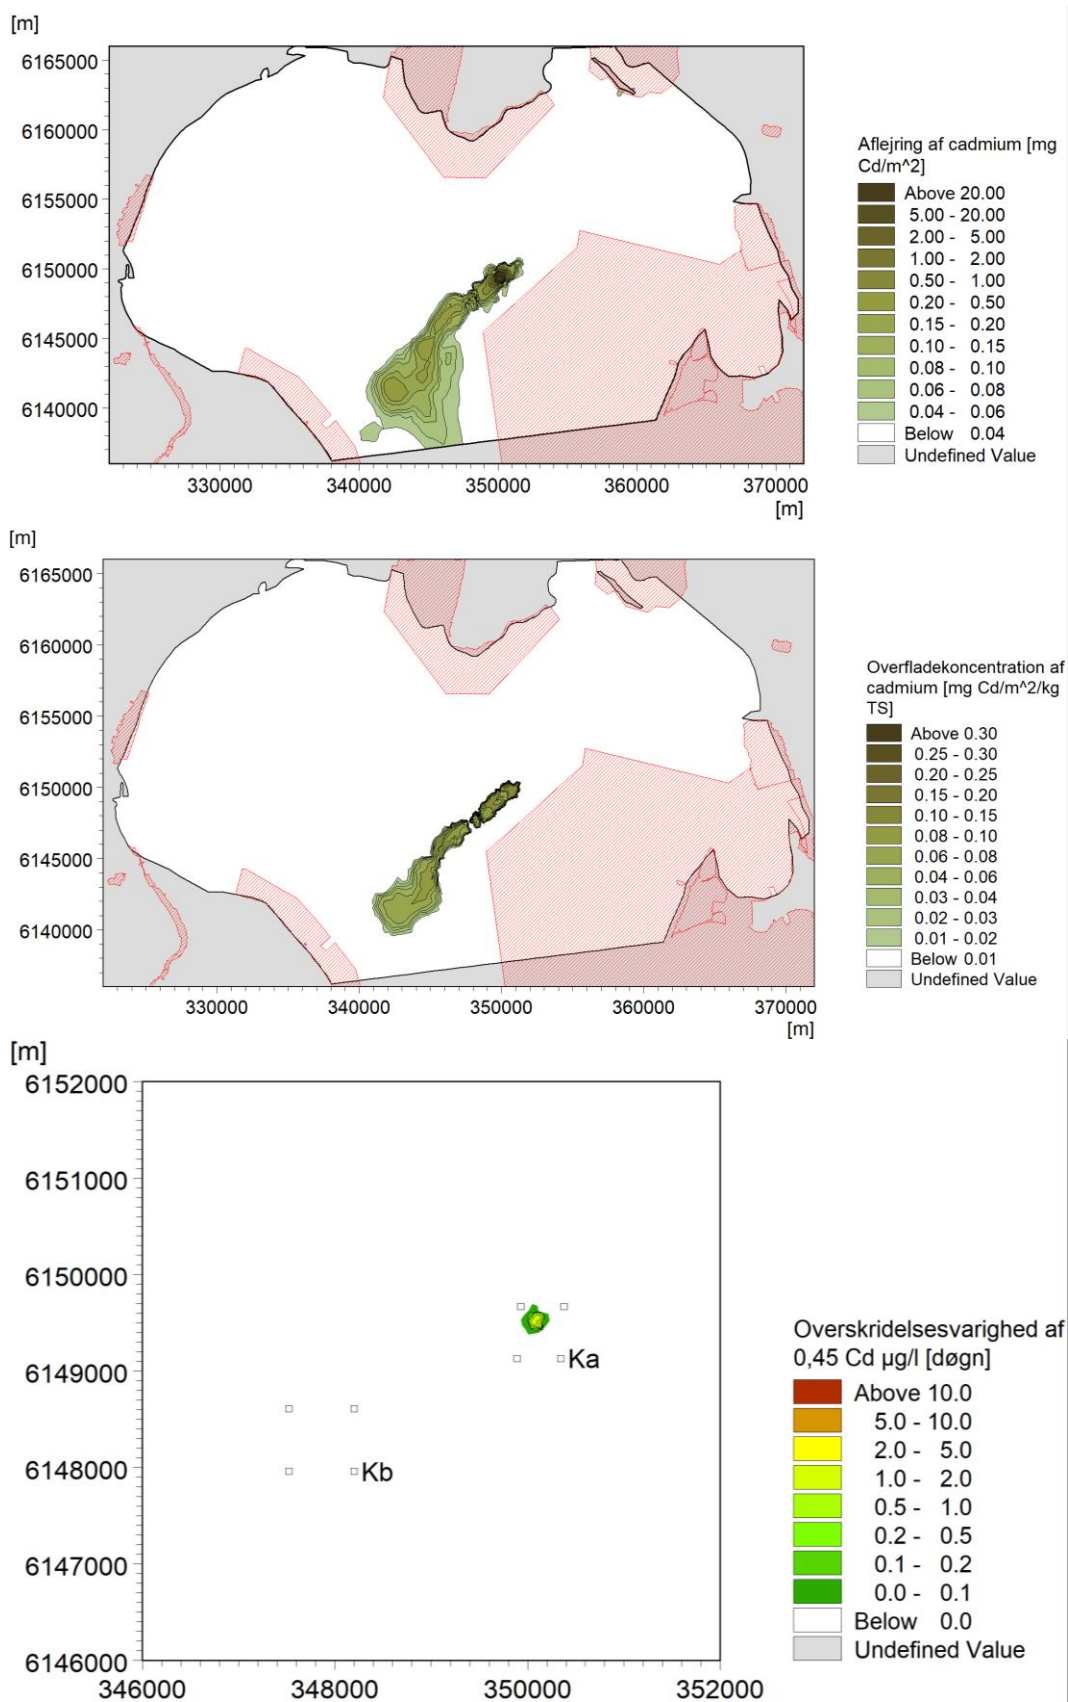 [m]
6165000
6160000
6155000
6150000
6145000
6140000
330000 340000 350000 360000 370000
[m]
Aflejring af cadmium [mg
Cd/m^2]
Above 20.00
5.00 - 20.00
2.00 - 5.00
1.00 - 2.00
0.50 - 1.00
0.20 - 0.50
0.15 - 0.20
0.10 - 0.15
0.08 - 0.10
0.06 - 0.08
0.04 - 0.06
Below 0.04
Undefined Value
[m]
6165000
6160000
6155000
6150000
6145000
6140000
330000 340000 350000 360000 370000
[m]
Overfladekoncentration af
cadmium [mg Cd/m^2/kg
TS]
Above 0.30
0.25 - 0.30
0.20 - 0.25
0.15 - 0.20
0.10 - 0.15
0.08 - 0.10
0.06 - 0.08
0.04 - 0.06
0.03 - 0.04
0.02 - 0.03
0.01 - 0.02
Below 0.01
Undefined Value
[m]
6152000
6151000
6150000
6149000
6148000
6147000
6146000
346000 348000 350000 352000
Ka
Kb
Overskridelsesvarighed af
0,45 Cd µg/l [døgn]
Above 10.0
5.0 - 10.0
2.0 - 5.0
1.0 - 2.0
0.5 - 1.0
0.2 - 0.5
0.1 - 0.2
0.0 - 0.1
Below 0.0
Undefined Value